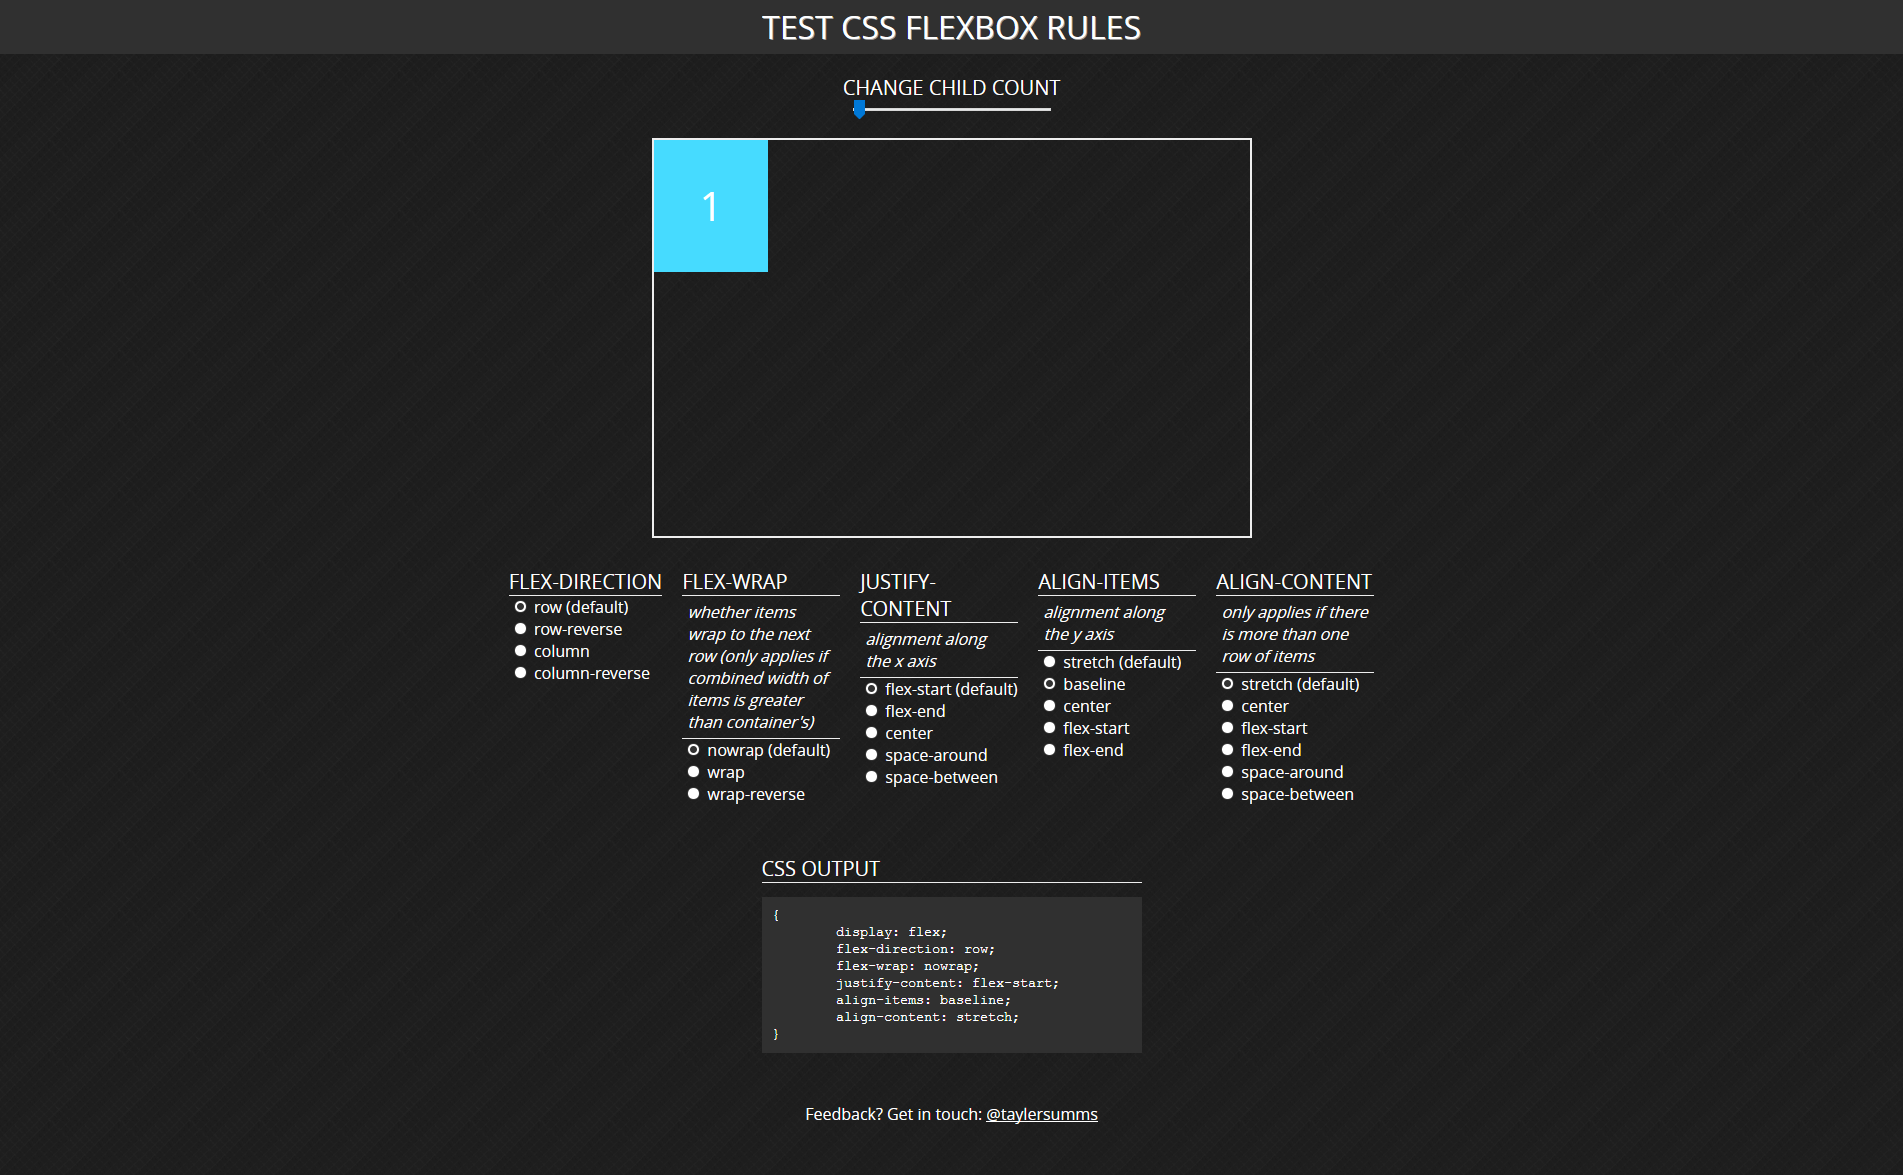 TEST CSS FLEXBOX RULES
CHANGE CHILD COUNT
1
FLEX-DIRECTION
row (default)
row-reverse
column
column-reverse
FLEX-WRAP
whether items
wrap to the next
row (only applies if
combined width of
items is greater
than container's)
nowrap (default)
wrap
wrap-reverse
JUSTIFY-
CONTENT
alignment along
the x axis
flex-start (default)
flex-end
center
space-around
space-between
ALIGN-ITEMS
alignment along
the y axis
stretch (default)
baseline
center
flex-start
flex-end
ALIGN-CONTENT
only applies if there
is more than one
row of items
stretch (default)
center
flex-start
flex-end
space-around
space-between
CSS OUTPUT
{
display: flex;
flex-direction: row;
flex-wrap: nowrap;
justify-content: flex-start;
align-items: baseline;
align-content: stretch;
}
Feedback? Get in touch: @taylersumms